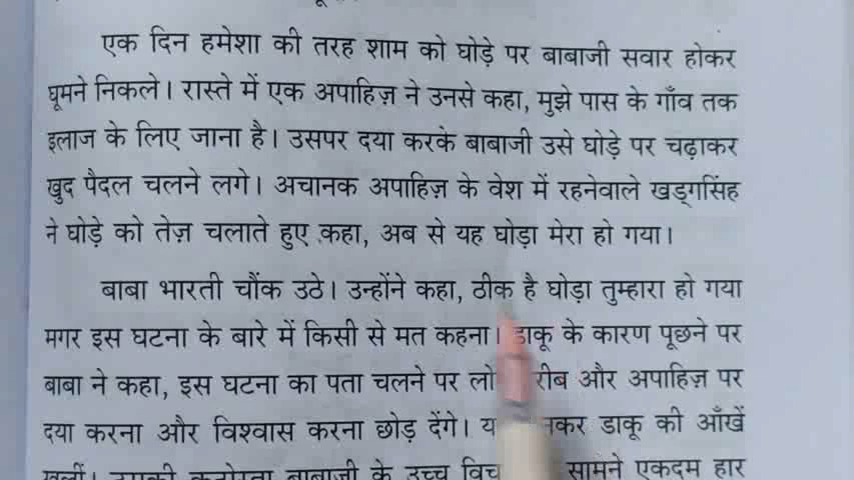 एक दिन हमेशा की तरह शाम को घोड़े पर बाबाजी सवार होकर
घूमने निकले। रास्ते में एक अपाहिज़ ने उनसे कहा, मुझे पास के गाँव तक
इलाज के लिए जाना है। उसपर दया करके बाबाजी उसे घोड़े पर चढ़ाकर
खुद पैदल चलने लगे। अचानक अपाहिज़ के वेश में रहनेवाले खड्गसिंह
ने घोड़े को तेज़ चलाते हुए कहा, अब से यह घोड़ा मेरा हो गया।
बाबा भारती चौंक उठे। उन्होंने कहा, ठीक है घोड़ा तुम्हारा हो गया
मगर इस घटना के बारे में किसी से मत कहना। डाकू के कारण पूछने पर
बाबा ने कहा, इस घटना का पता चलने पर और अपाहिज़ पर
दया करना और विश्वास करना छोड़ देंगे। डाकू की आँखें
बाबाजी के उच्च सामने एकदम हार